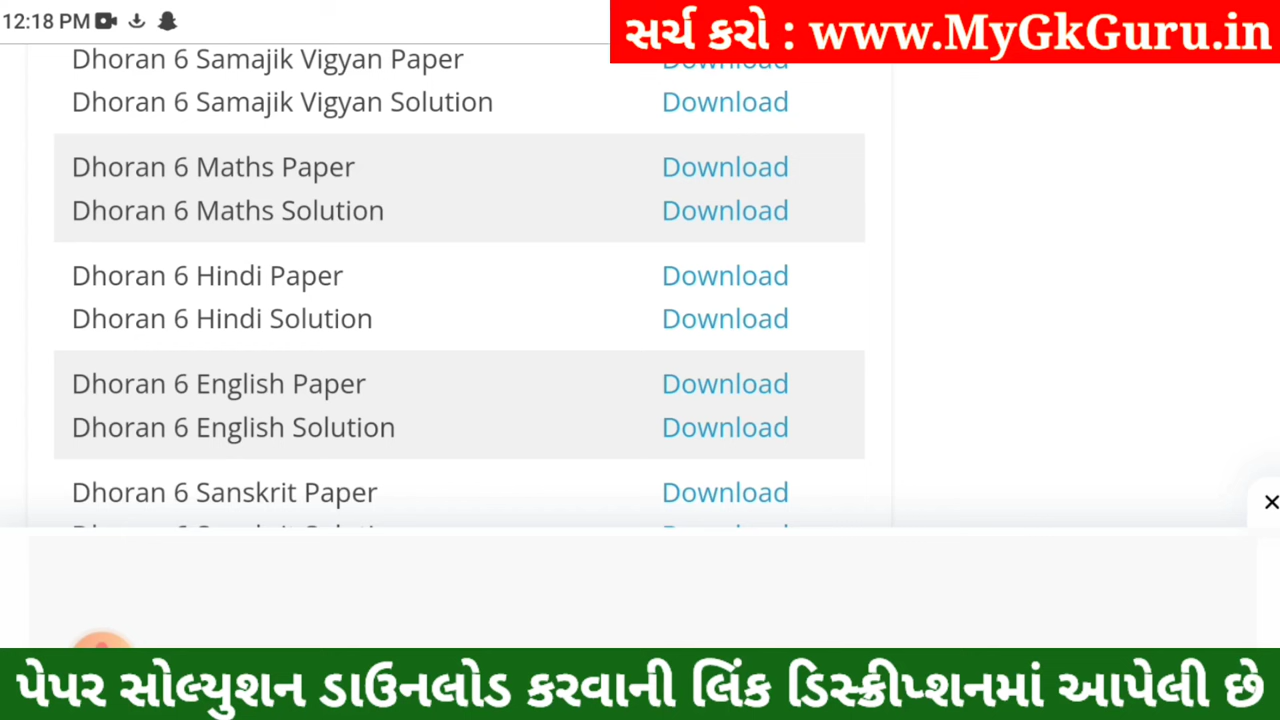 12:18 PM
સર્ચ કરો : www.MyGkGuru.in
Dhoran 6 Samajik Vigyan Paper Download
Dhoran 6 Samajik Vigyan Solution Download
Dhoran 6 Maths Paper Download
Dhoran 6 Maths Solution Download
Dhoran 6 Hindi Paper Download
Dhoran 6 Hindi Solution Download
Dhoran 6 English Paper Download
Dhoran 6 English Solution Download
Dhoran 6 Sanskrit Paper Download
પેપર સોલ્યુશન ડાઉનલોડ કરવાની લિંક ડિસ્ક્રીપ્શનમાં આપેલી છે